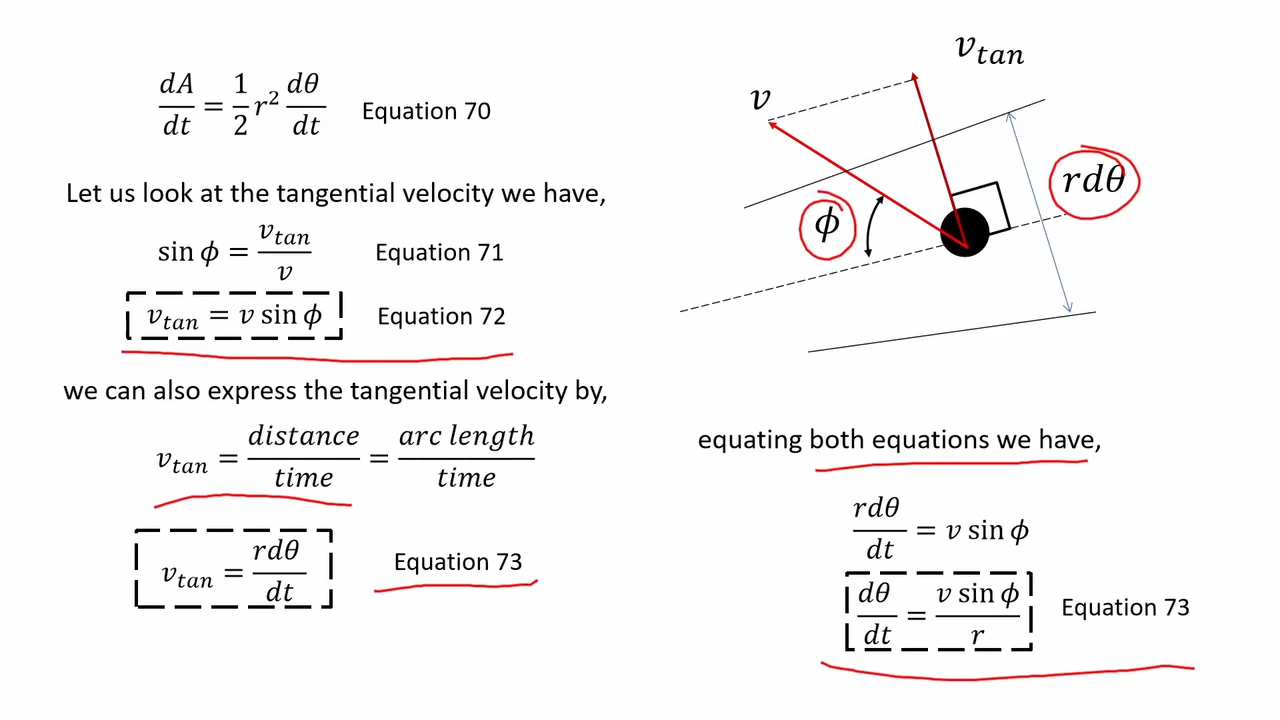 dA/dt = 1/2 r² dθ/dt Equation 70
Let us look at the tangential velocity we have,
sin ϕ = v_tan/v Equation 71
v_tan = v sin ϕ Equation 72
we can also express the tangential velocity by,
v_tan = distance/time = arc length/time
v_tan = rdθ/dt Equation 73
v_tan
v
ϕ
rdθ
equating both equations we have,
rdθ/dt = v sin ϕ
dθ/dt = v sin ϕ/r Equation 73